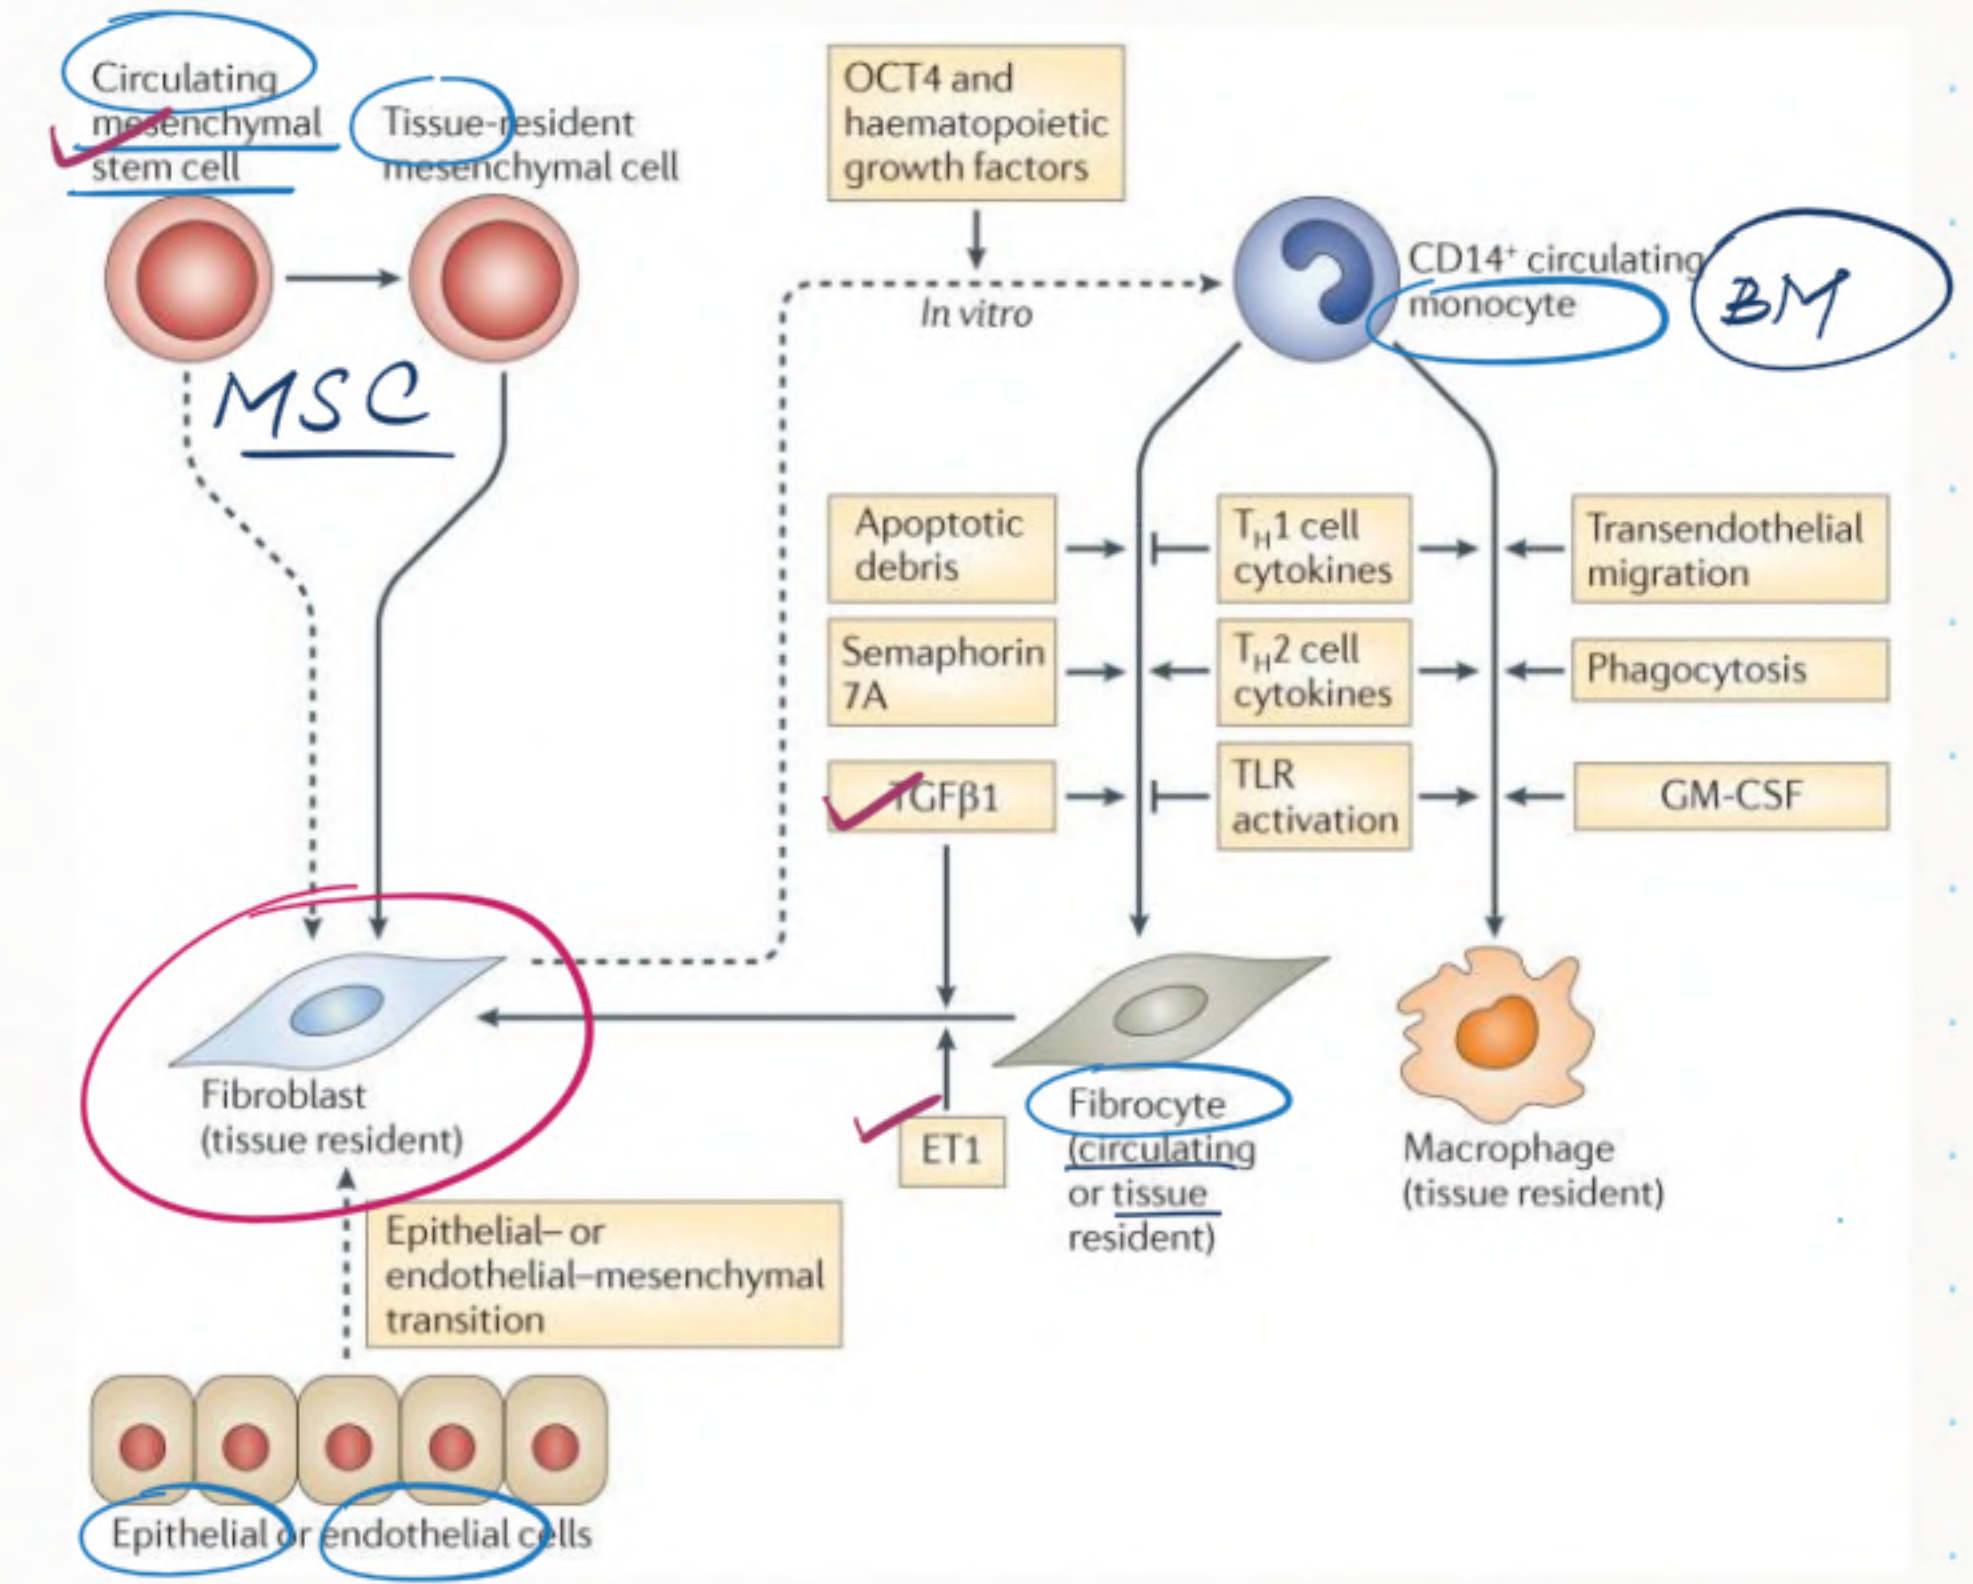 Circulating
mesenchymal
stem cell
Tissue-resident
mesenchymal cell
OCT4 and
haematopoietic
growth factors
In vitro
CD14⁺ circulating
monocyte
BM
MSC
Apoptotic
debris
T_H1 cell
cytokines
Transendothelial
migration
Semaphorin
7A
T_H2 cell
cytokines
Phagocytosis
TGFβ1
TLR
activation
GM-CSF
Fibroblast
(tissue resident)
ET1
Fibrocyte
(circulating
or tissue
resident)
Macrophage
(tissue resident)
Epithelial– or
endothelial–mesenchymal
transition
Epithelial or endothelial cells